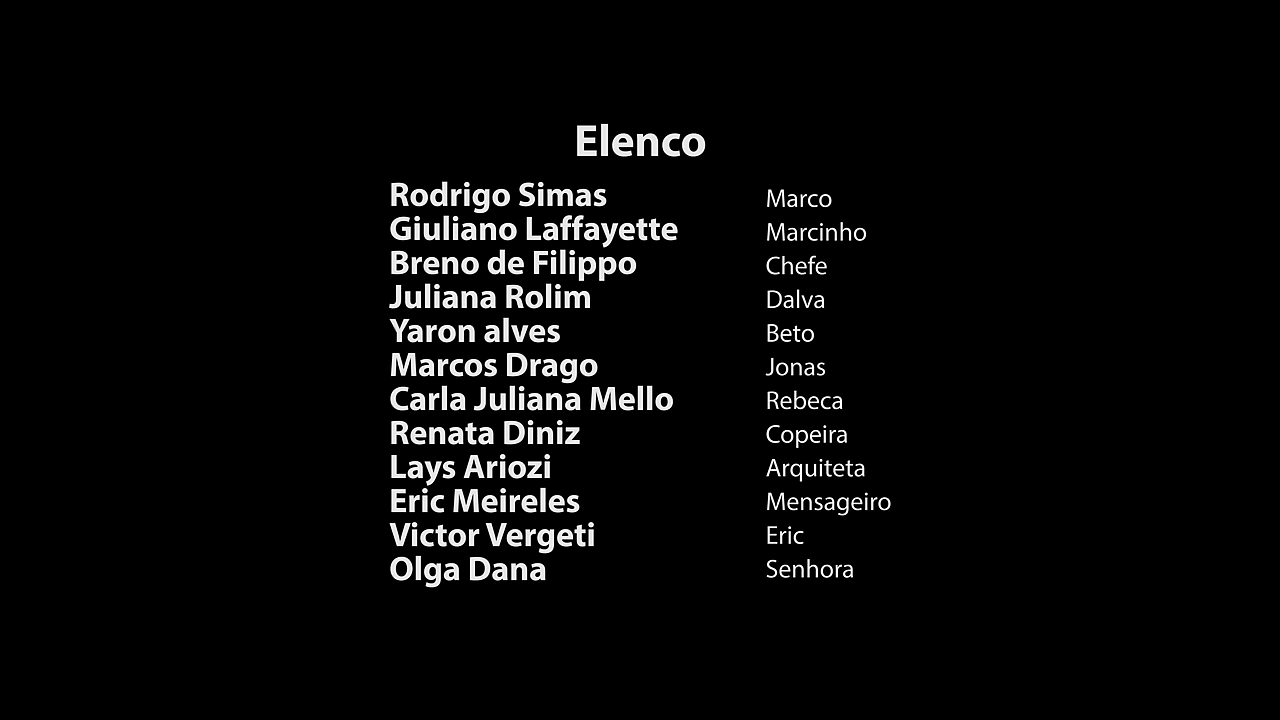 Elenco
Rodrigo Simas Marco
Giuliano Laffayette Marcinho
Breno de Filippo Chefe
Juliana Rolim Dalva
Yaron alves Beto
Marcos Drago Jonas
Carla Juliana Mello Rebeca
Renata Diniz Copeira
Lays Ariozi Arquiteta
Eric Meireles Mensageiro
Victor Vergeti Eric
Olga Dana Senhora